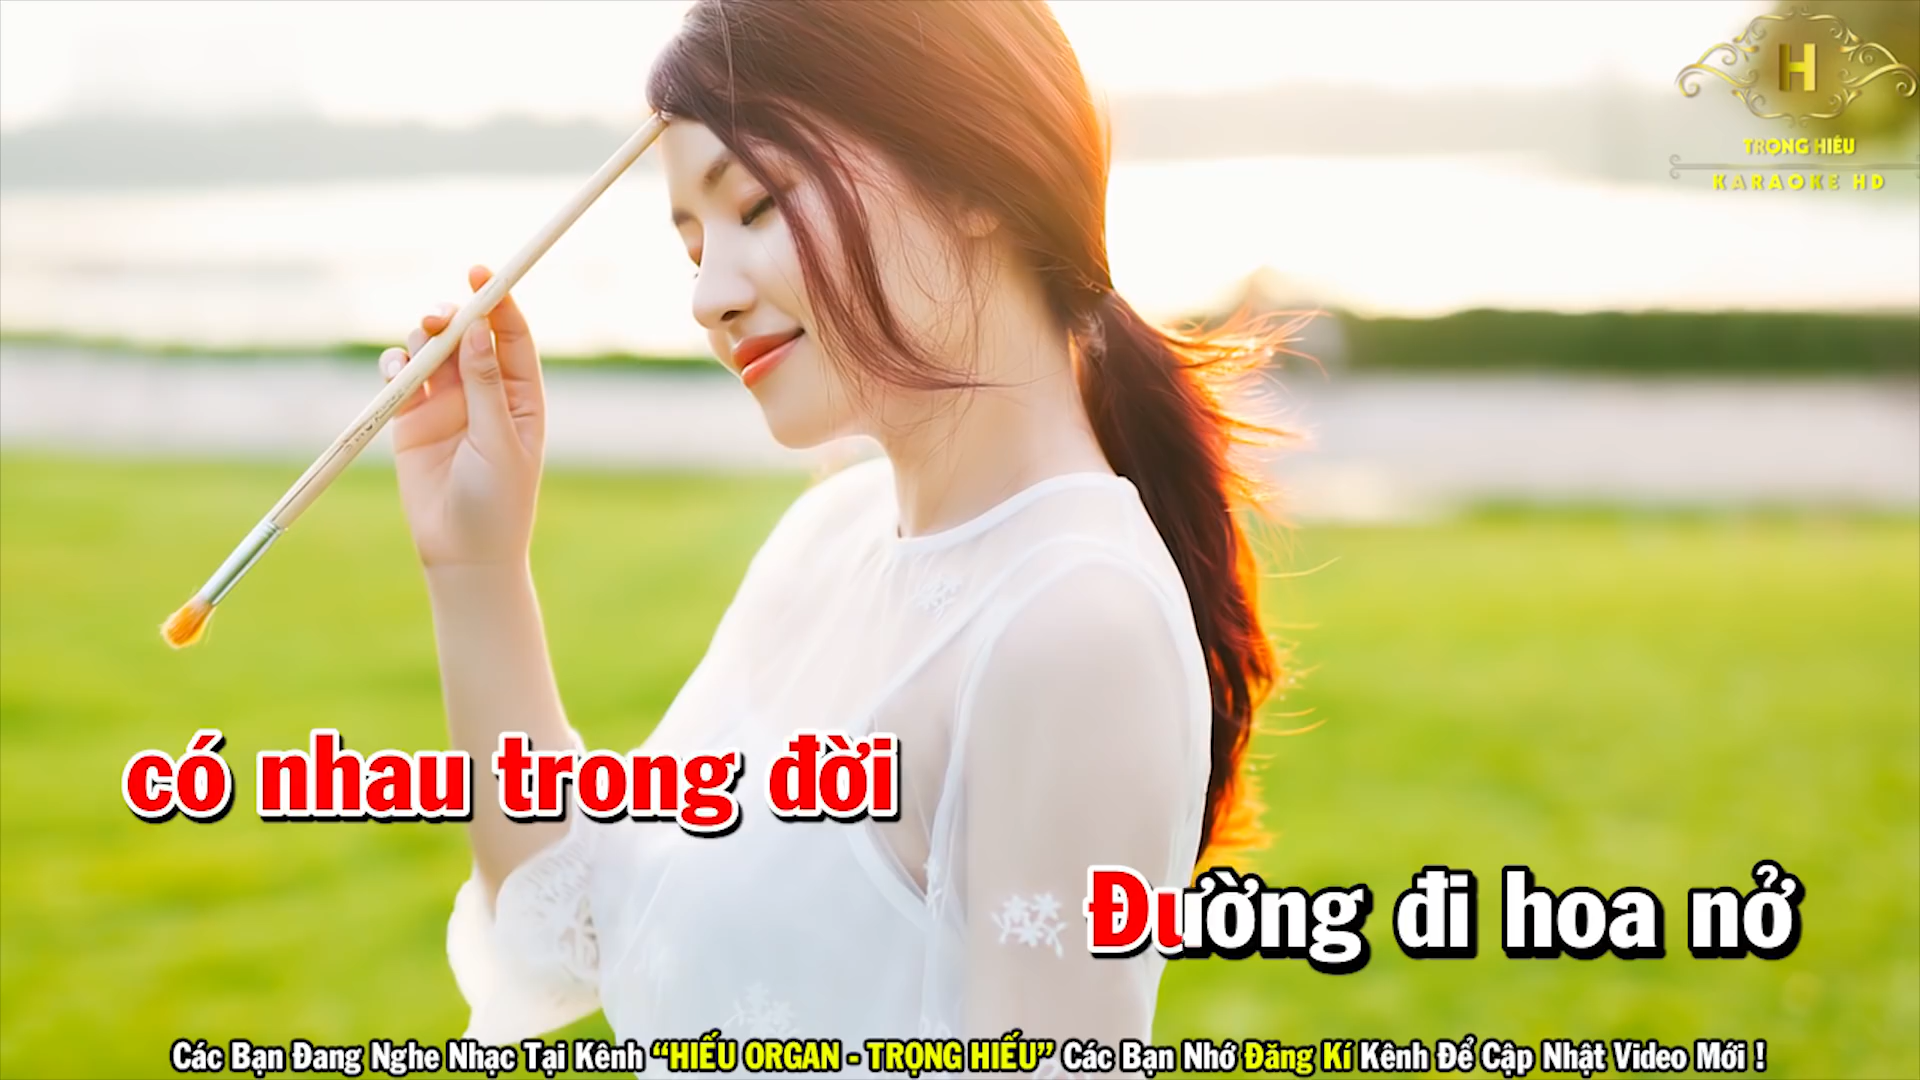 H
TRỌNG HIẾU
KARAOKE HD
có nhau trong đời
Đường đi hoa nở
Các Bạn Đang Nghe Nhạc Tại Kênh “HIẾU ORGAN - TRỌNG HIẾU” Các Bạn Nhớ Đăng Kí Kênh Để Cập Nhật Video Mới !